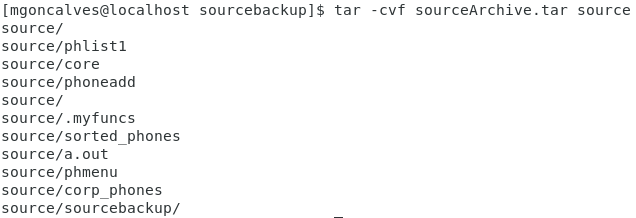 [mgoncalves@localhost sourcebackup]$ tar -cvf sourceArchive.tar source
source/
source/phlist1
source/core
source/phoneadd
source/
source/.myfuncs
source/sorted_phones
source/a.out
source/phmenu
source/corp_phones
source/sourcebackup/